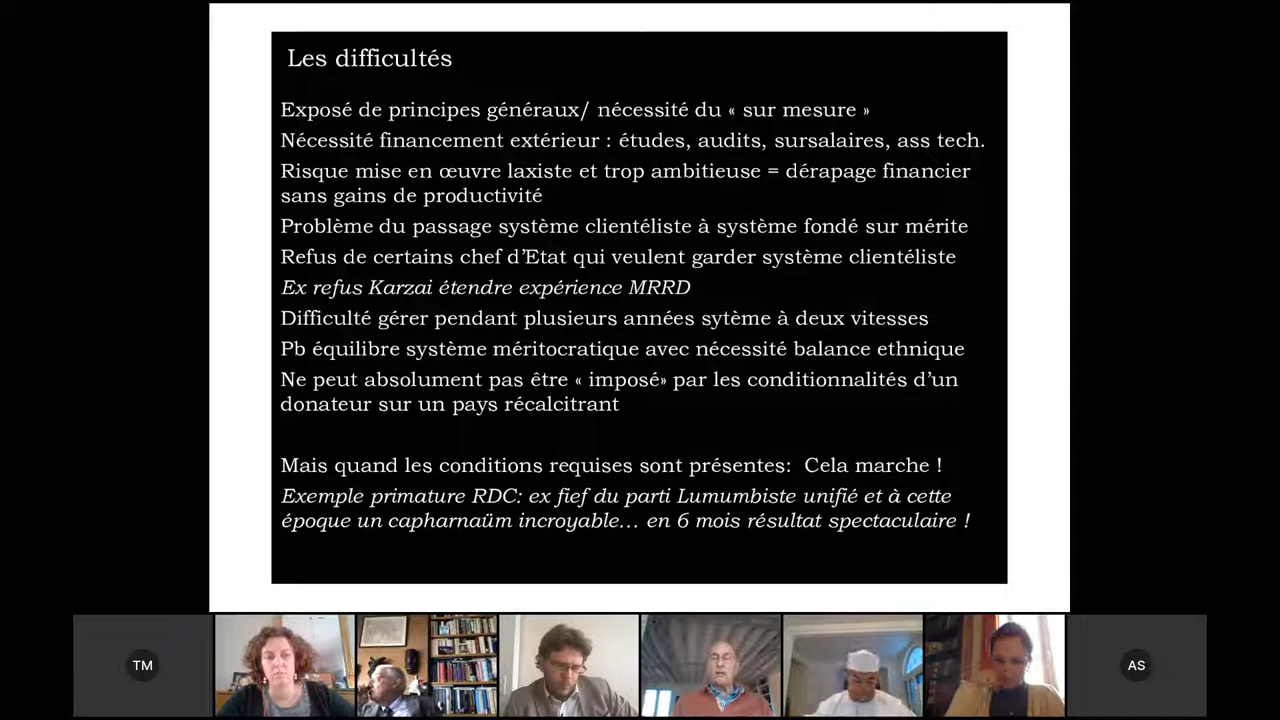 Les difficultés
Exposé de principes généraux/ nécessité du « sur mesure »
Nécessité financement extérieur : études, audits, sursalaires, ass tech.
Risque mise en œuvre laxiste et trop ambitieuse = dérapage financier
sans gains de productivité
Problème du passage système clientéliste à système fondé sur mérite
Refus de certains chef d’Etat qui veulent garder système clientéliste
Ex refus Karzai étendre expérience MRRD
Difficulté gérer pendant plusieurs années sytème à deux vitesses
Pb équilibre système méritocratique avec nécessité balance ethnique
Ne peut absolument pas être « imposé» par les conditionnalités d’un
donateur sur un pays récalcitrant
Mais quand les conditions requises sont présentes:  Cela marche !
Exemple primature RDC: ex fief du parti Lumumbiste unifié et à cette
époque un capharnaüm incroyable… en 6 mois résultat spectaculaire !
TM
AS